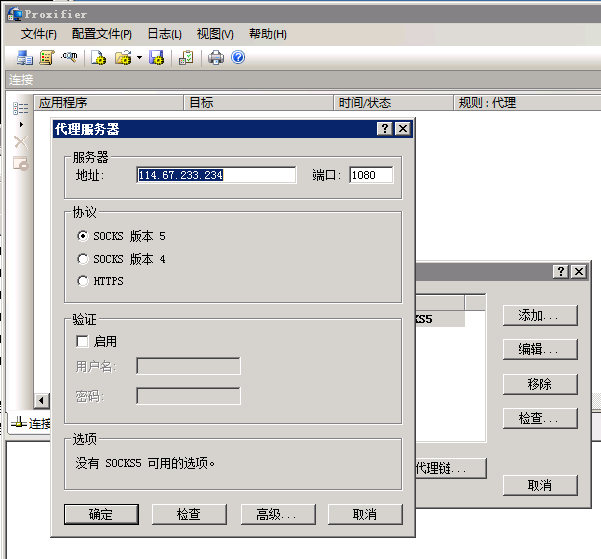 Proxifier
文件(F) 配置文件(P) 日志(L) 视图(V) 帮助(H)
.com
连接
应用程序 目标 时间/状态 规则 : 代理
代理服务器
服务器
地址: 114.67.233.234 端口: 1080
协议
SOCKS 版本 5
SOCKS 版本 4
HTTPS
验证
启用
用户名:
密码:
选项
没有 SOCKS5 可用的选项。
确定 检查 高级... 取消
KS5
添加...
编辑...
移除
检查...
代理链...
取消
连接